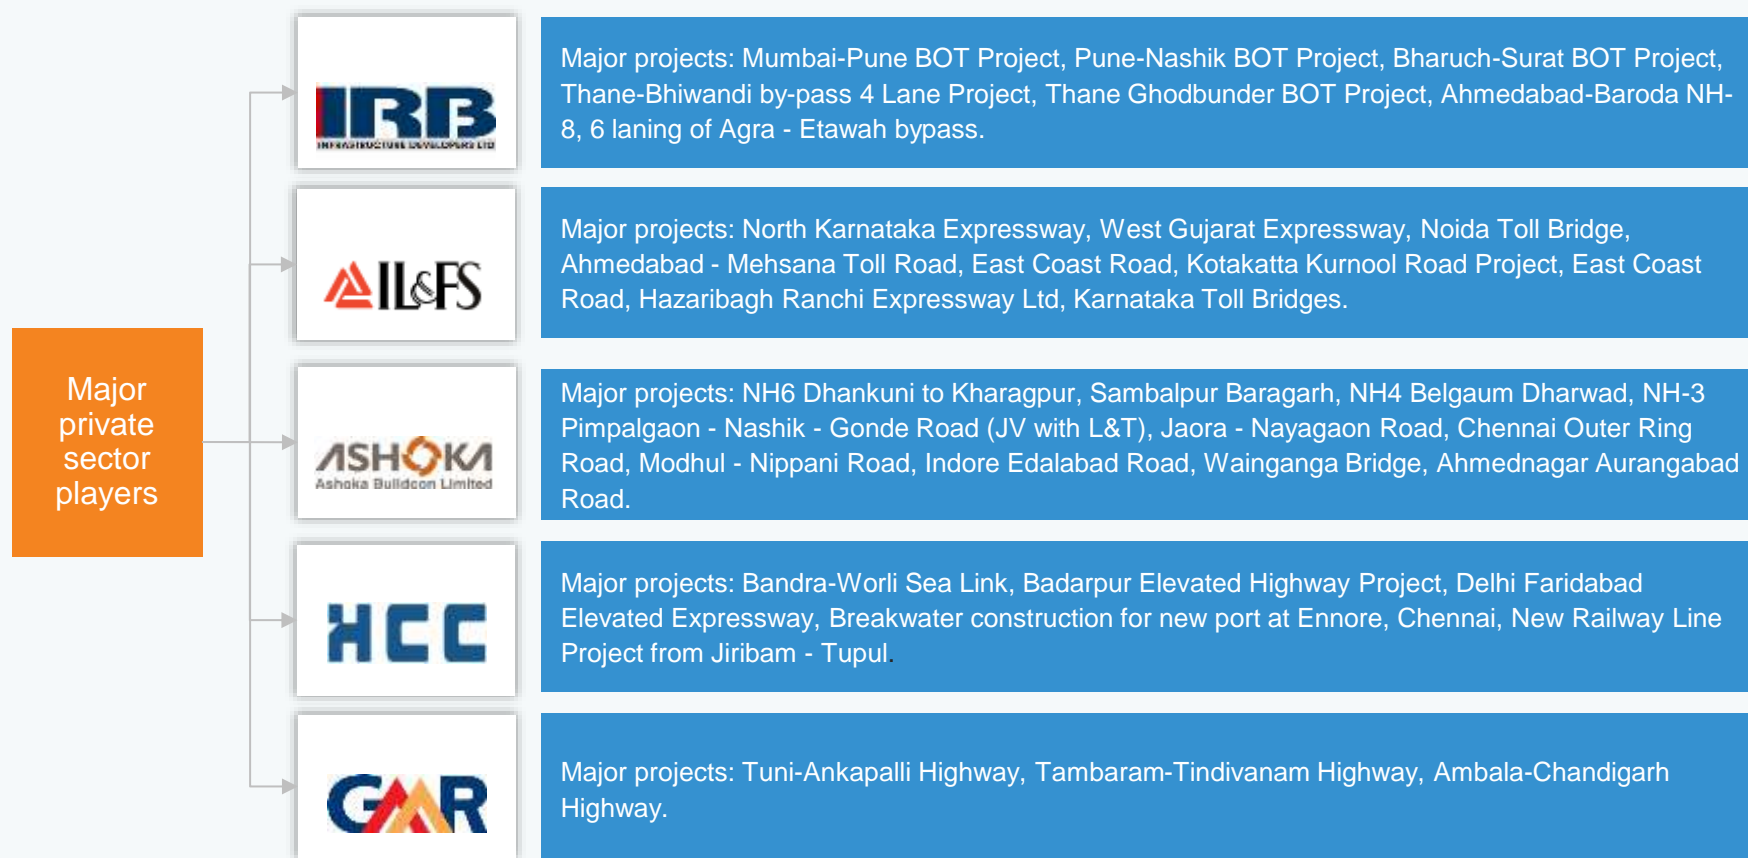 Major
private
sector
players
IRB
INFRASTRUCTURE DEVELOPERS LTD
Major projects: Mumbai-Pune BOT Project, Pune-Nashik BOT Project, Bharuch-Surat BOT Project,
Thane-Bhiwandi by-pass 4 Lane Project, Thane Ghodbunder BOT Project, Ahmedabad-Baroda NH-
8, 6 laning of Agra - Etawah bypass.
IL&FS
Major projects: North Karnataka Expressway, West Gujarat Expressway, Noida Toll Bridge,
Ahmedabad - Mehsana Toll Road, East Coast Road, Kotakatta Kurnool Road Project, East Coast
Road, Hazaribagh Ranchi Expressway Ltd, Karnataka Toll Bridges.
ASHOKA
Ashoka Buildcon Limited
Major projects: NH6 Dhankuni to Kharagpur, Sambalpur Baragarh, NH4 Belgaum Dharwad, NH-3
Pimpalgaon - Nashik - Gonde Road (JV with L&T), Jaora - Nayagaon Road, Chennai Outer Ring
Road, Modhul - Nippani Road, Indore Edalabad Road, Wainganga Bridge, Ahmednagar Aurangabad
Road.
HCC
Major projects: Bandra-Worli Sea Link, Badarpur Elevated Highway Project, Delhi Faridabad
Elevated Expressway, Breakwater construction for new port at Ennore, Chennai, New Railway Line
Project from Jiribam - Tupul.
GMR
Major projects: Tuni-Ankapalli Highway, Tambaram-Tindivanam Highway, Ambala-Chandigarh
Highway.